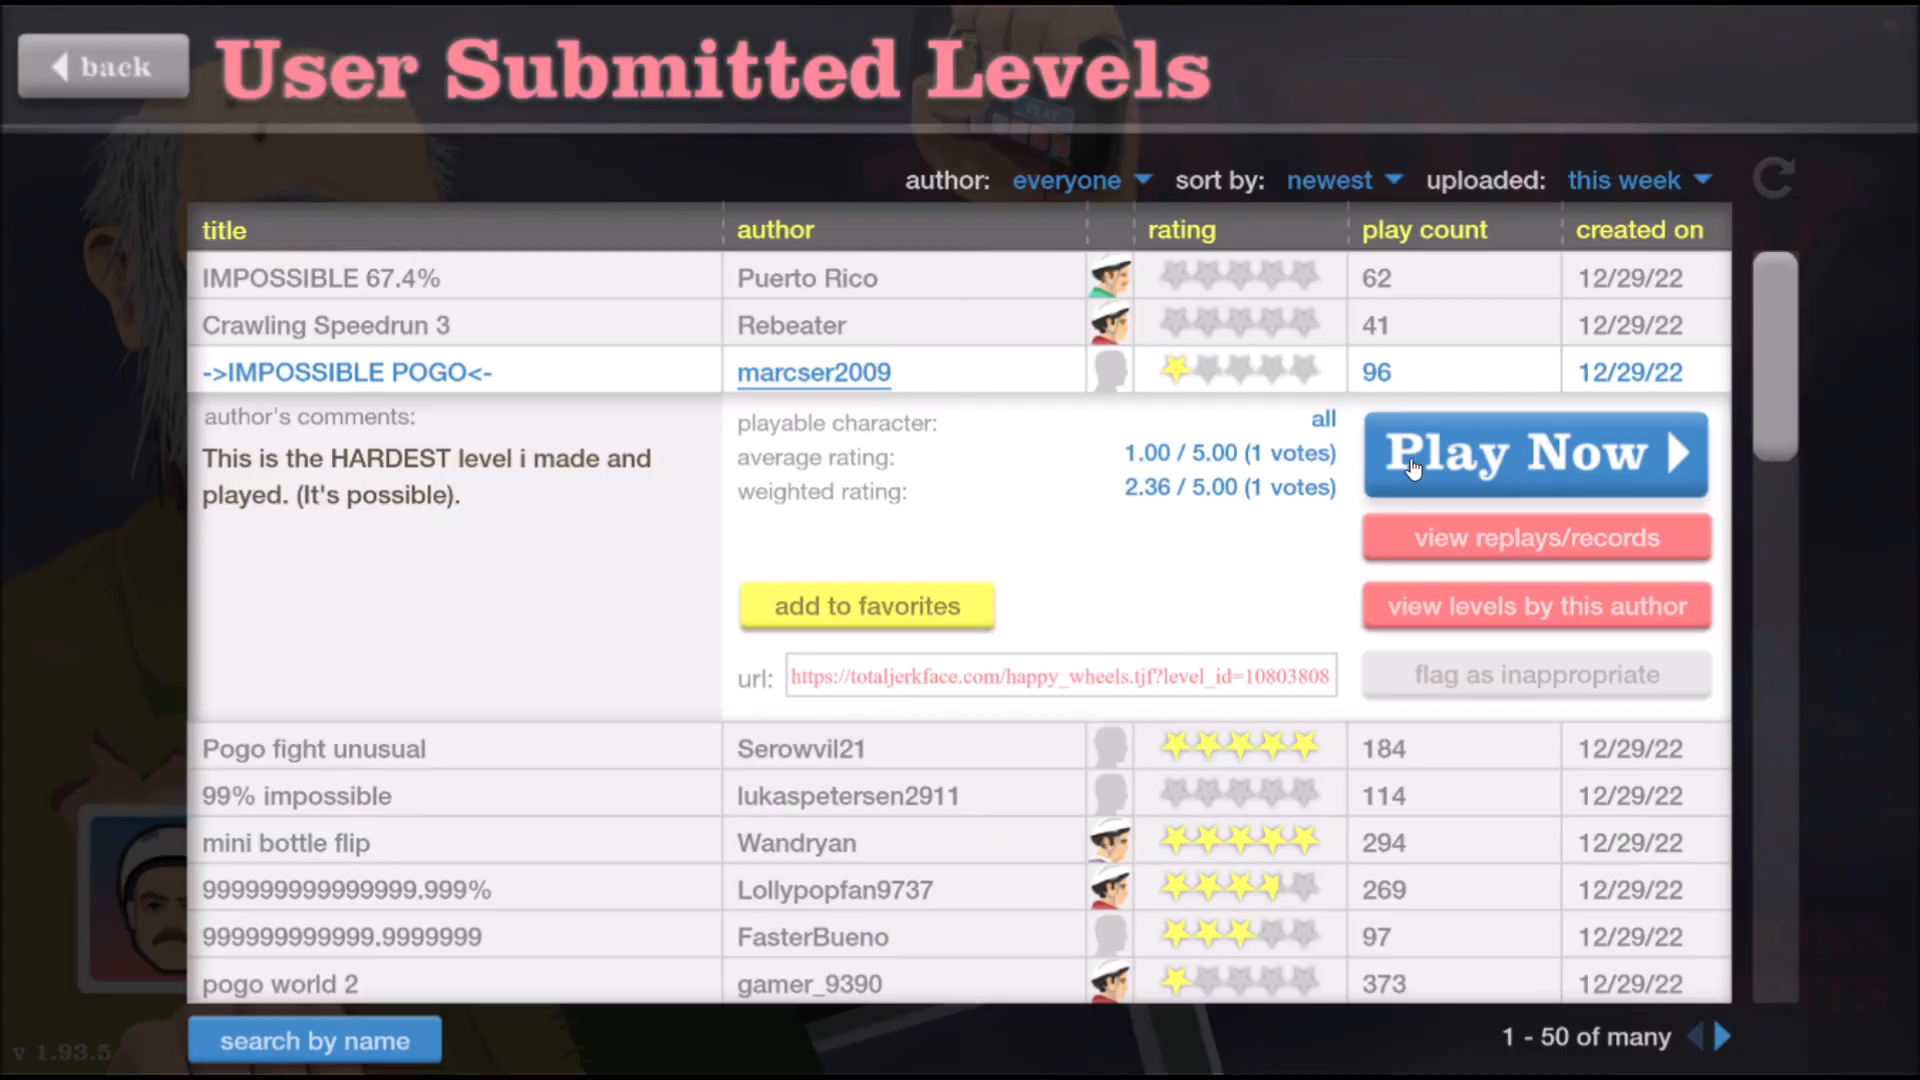 back
User Submitted Levels
author: everyone sort by: newest uploaded: this week
title author rating play count created on
IMPOSSIBLE 67.4% Puerto Rico 62 12/29/22
Crawling Speedrun 3 Rebeater 41 12/29/22
->IMPOSSIBLE POGO<- marcser2009 96 12/29/22
author's comments:
This is the HARDEST level i made and
played. (It's possible).
playable character: all
average rating: 1.00 / 5.00 (1 votes)
weighted rating: 2.36 / 5.00 (1 votes)
Play Now
view replays/records
add to favorites
view levels by this author
url: https://totaljerkface.com/happy_wheels.tjf?level_id=10803808
flag as inappropriate
Pogo fight unusual Serowvil21 184 12/29/22
99% impossible lukaspetersen2911 114 12/29/22
mini bottle flip Wandryan 294 12/29/22
999999999999999.999% Lollypopfan9737 269 12/29/22
999999999999.9999999 FasterBueno 97 12/29/22
pogo world 2 gamer_9390 373 12/29/22
search by name
1 - 50 of many
v 1.93.5